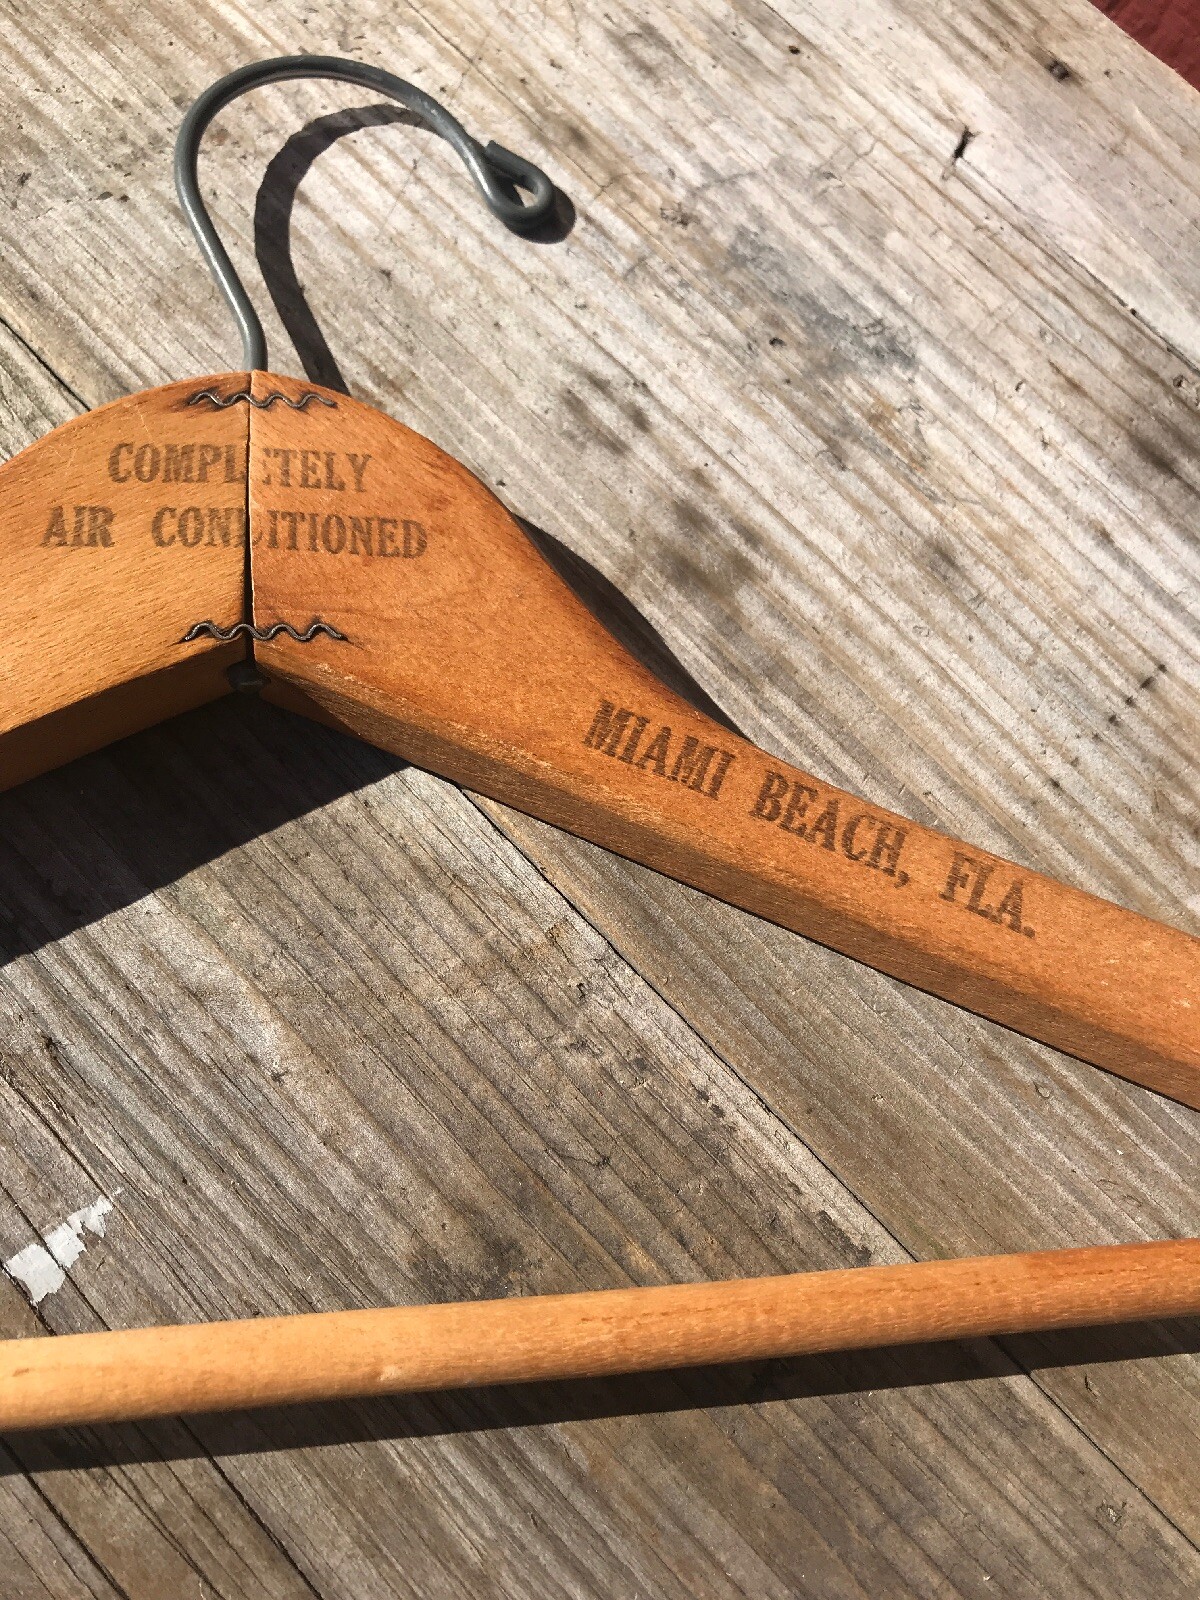 COMPLETELY
AIR CONDITIONED
MIAMI BEACH, FLA.